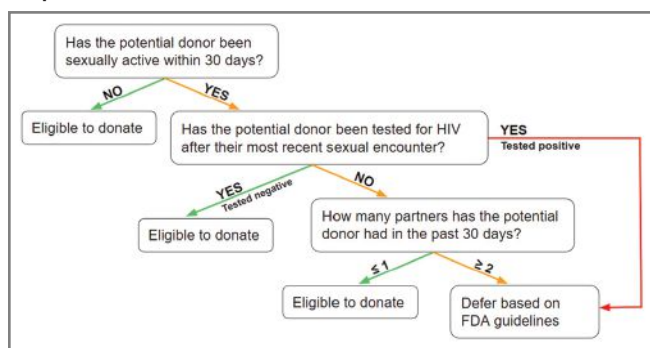 Has the potential donor been
sexually active within 30 days?
NO
YES
Eligible to donate
Has the potential donor been tested for HIV
after their most recent sexual encounter?
YES
Tested positive
YES
Tested negative
NO
Eligible to donate
How many partners has the potential
donor had in the past 30 days?
≤ 1
≥ 2
Eligible to donate
Defer based on
FDA guidelines